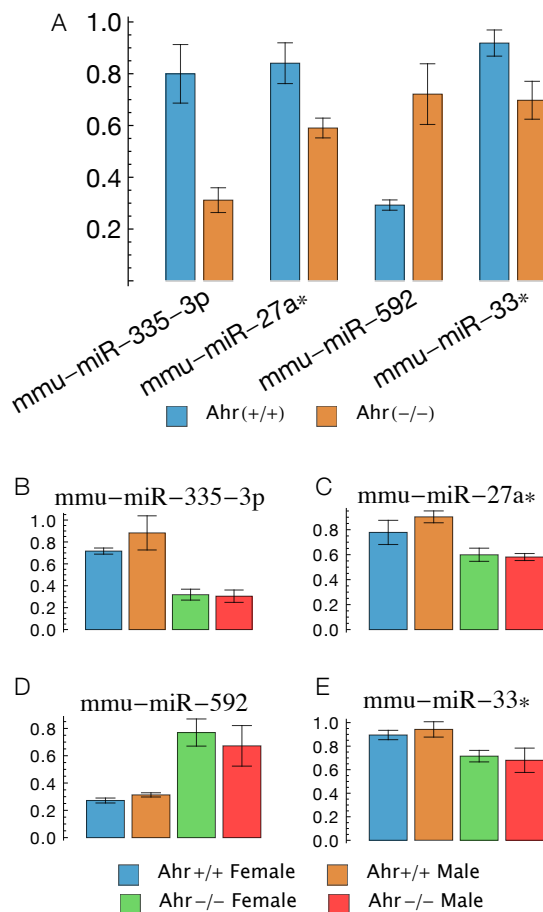 A
1.0
0.8
0.6
0.4
0.2
mmu−miR−335−3p
mmu−miR−27a*
mmu−miR−592
mmu−miR−33*
Ahr(+/+) Ahr(−/−)
B
mmu−miR−335−3p
1.0
0.8
0.6
0.4
0.2
0.0
C
mmu−miR−27a*
0.8
0.6
0.4
0.2
0.0
D
mmu−miR−592
0.8
0.6
0.4
0.2
0.0
E
mmu−miR−33*
1.0
0.8
0.6
0.4
0.2
0.0
Ahr+/+ Female Ahr+/+ Male
Ahr−/− Female Ahr−/− Male